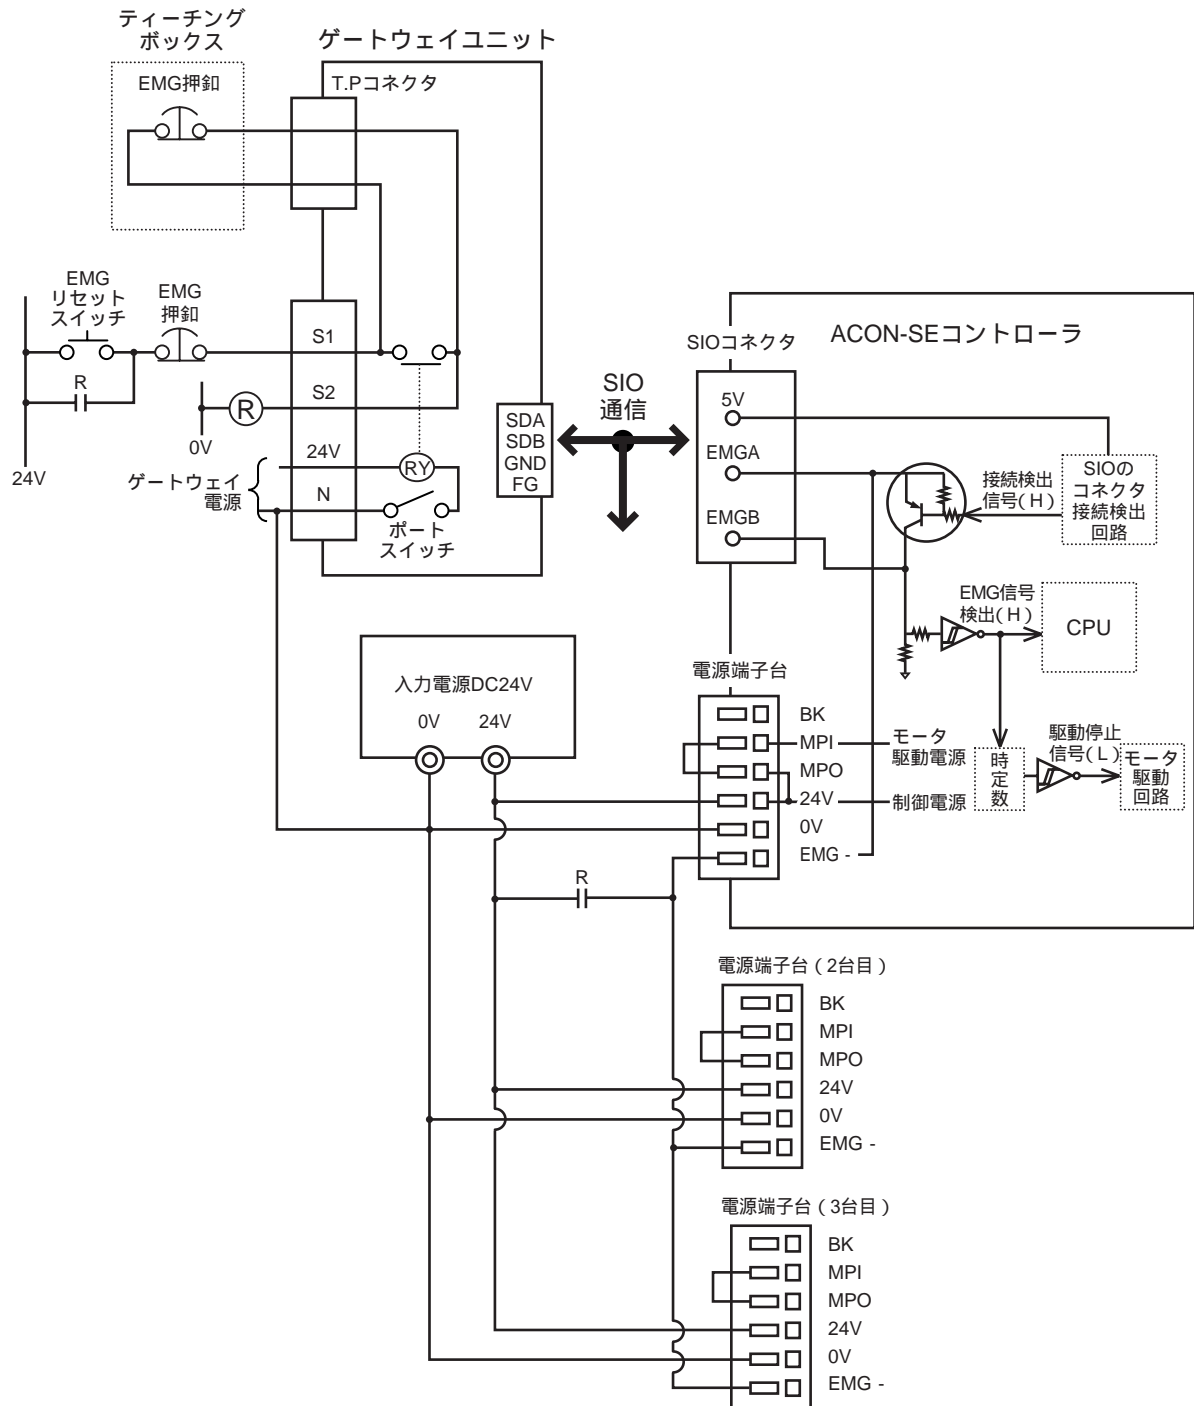 ティーチング
ボックス
ゲートウェイユニット
EMG押釦
T.Pコネクタ
EMG
リセット
スイッチ
EMG
押釦
R
24V
0V
R
S1
S2
24V
N
RY
ゲートウェイ
電源
ポート
スイッチ
SDA
SDB
GND
FG
SIO
通信
SIOコネクタ
ACON-SEコントローラ
5V
EMGA
EMGB
接続検出
信号(H)
SIOの
コネクタ
接続検出
回路
EMG信号
検出(H)
CPU
入力電源DC24V
0V
24V
電源端子台
BK
MPI
MPO
24V
0V
EMG -
モータ
駆動電源
制御電源
時定数
駆動停止
信号(L)
モータ
駆動
回路
R
電源端子台(2台目)
BK
MPI
MPO
24V
0V
EMG -
電源端子台(3台目)
BK
MPI
MPO
24V
0V
EMG -